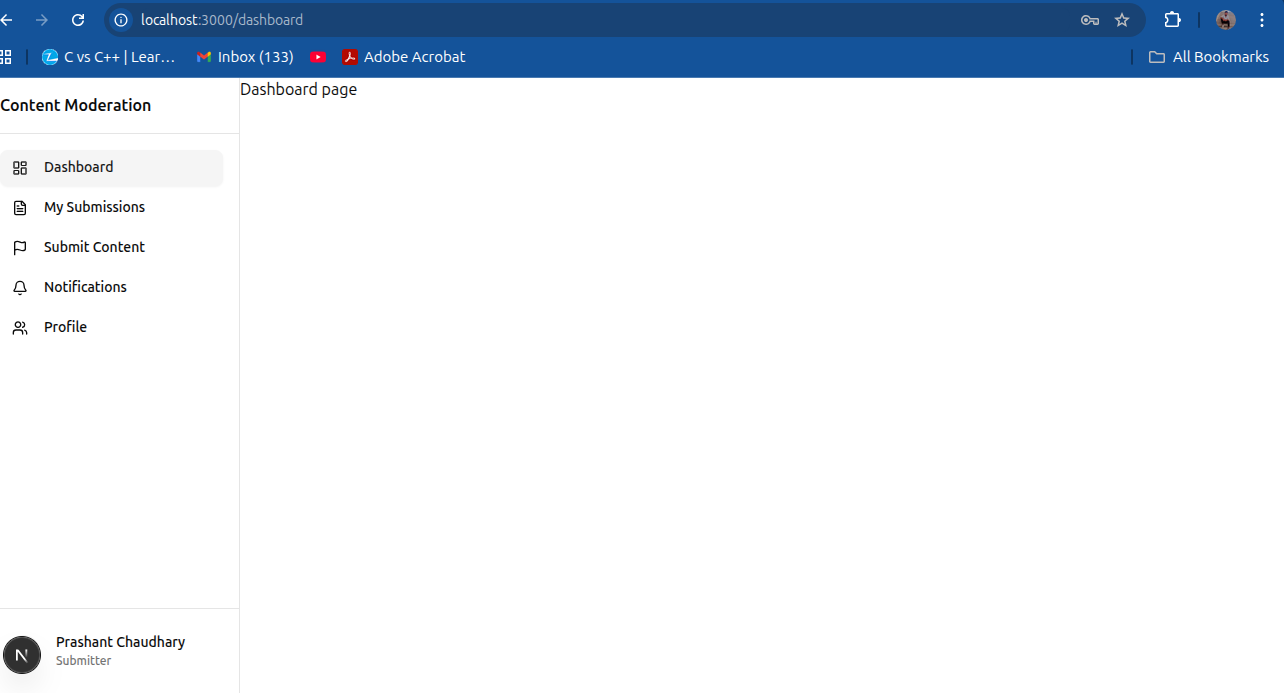 localhost:3000/dashboard
C vs C++ | Lear...
Inbox (133)
Adobe Acrobat
All Bookmarks
Content Moderation
Dashboard page
Dashboard
My Submissions
Submit Content
Notifications
Profile
N
Prashant Chaudhary
Submitter